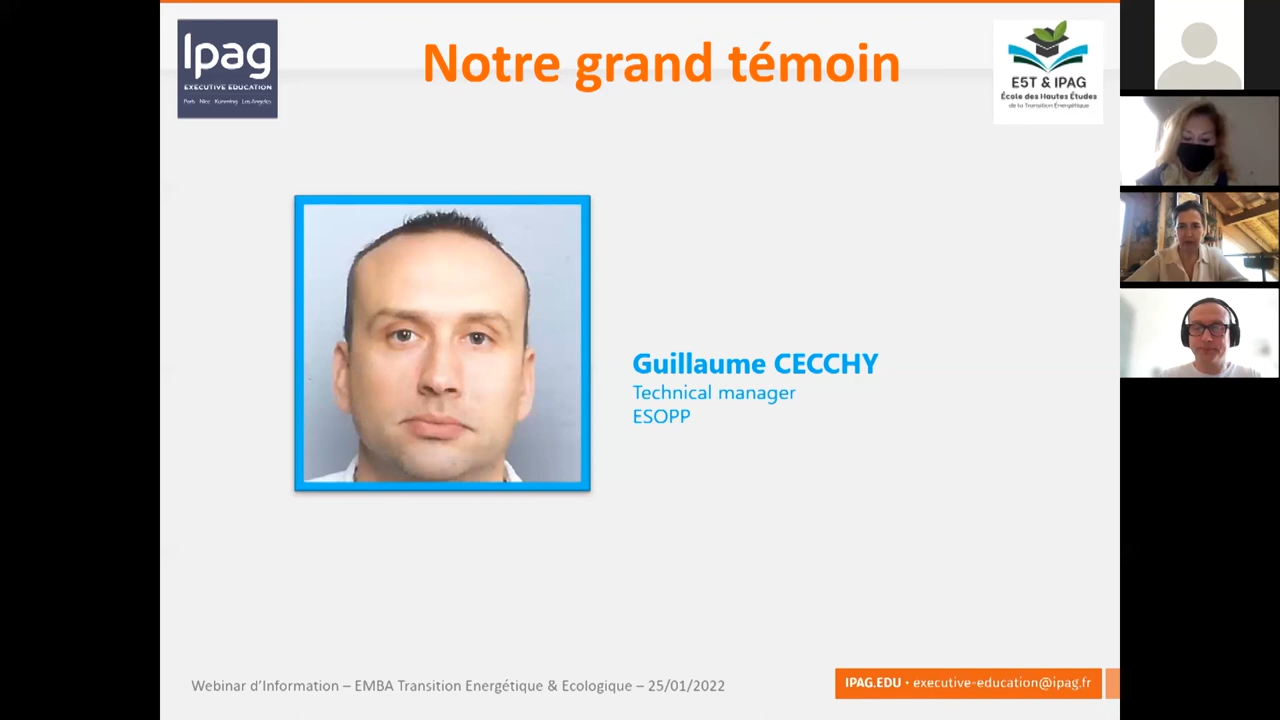 Ipag
EXECUTIVE EDUCATION
Paris Nice Kunming Los Angeles
Notre grand témoin
E5T & IPAG
École des Hautes Études
de la Transition Énergétique
Guillaume CECCHY
Technical manager
ESOPP
Webinar d’Information – EMBA Transition Energétique & Ecologique – 25/01/2022
IPAG.EDU • executive-education@ipag.fr